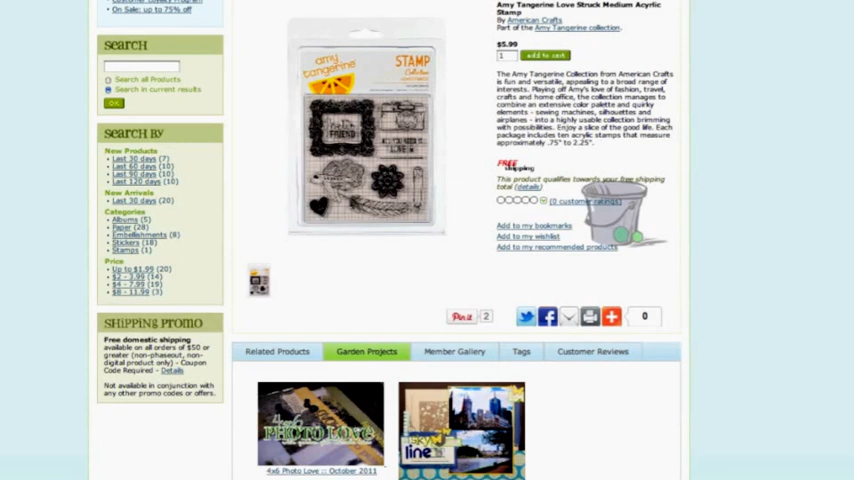 On Sale: up to 75% off
search
Search all Products
Search in current results
OK
search by
New Products
Last 30 days (7)
Last 60 days (10)
Last 90 days (10)
Last 120 days (10)
New Arrivals
Last 30 days (20)
Categories
Albums (5)
Paper (28)
Embellishments (8)
Stickers (18)
Stamps (1)
Price
Up to $1.99 (20)
$2 - 3.99 (14)
$4 - 7.99 (19)
$8 - 11.99 (3)
shipping promo
Free domestic shipping
available on all orders of $50 or
greater (non-phaseout, non-
digital product only) - Coupon
Code Required - Details
Not available in conjunction with
any other promo codes or offers.
amy
tangerine
STAMP
Collection
hello
FRIEND
Amy Tangerine Love Struck Medium Acyrlic
Stamp
By American Crafts
Part of the Amy Tangerine collection.
$5.99
1 add to cart
The Amy Tangerine Collection from American Crafts
is fun and versatile, appealing to a broad range of
interests. Playing off Amy's love of fashion, travel,
crafts and home office, the collection manages to
combine an extensive color palette and quirky
elements - sewing machines, silhouettes and
airplanes - into a highly usable collection brimming
with possibilities. Enjoy a slice of the good life. Each
package includes ten acrylic stamps that measure
approximately .75" to 2.25".
FREE
shipping
This product qualifies towards your free shipping
total (details)
(0 customer ratings)
Add to my bookmarks
Add to my wishlist
Add to my recommended products
Pin it 2
0
Related Products
Garden Projects
Member Gallery
Tags
Customer Reviews
4x6
PHOTO LOVE
4x6 Photo Love :: October 2011
sky
line